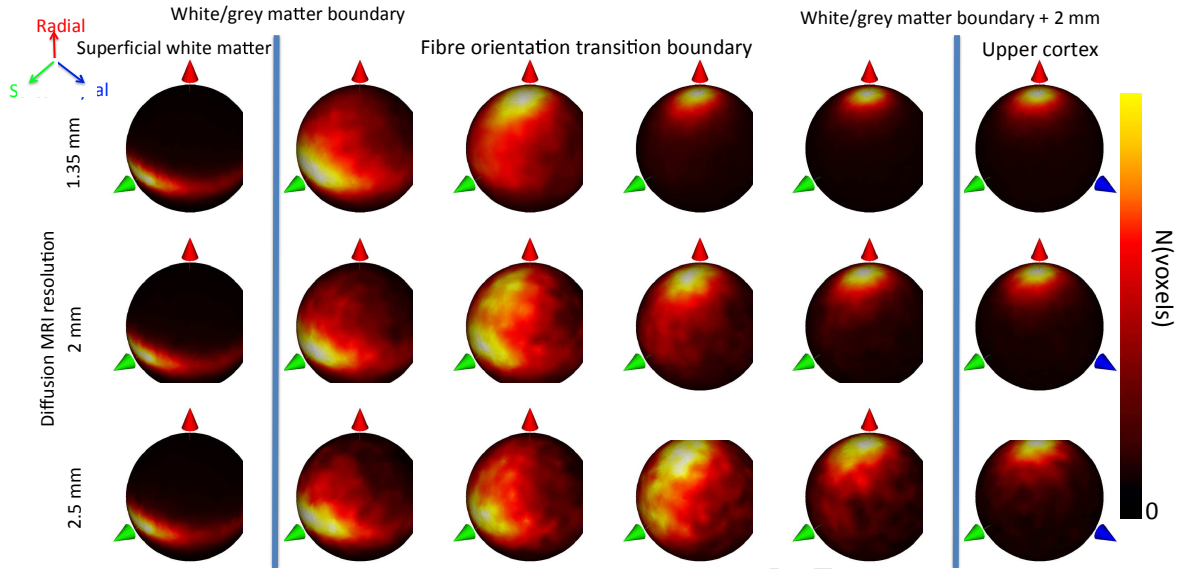 White/grey matter boundary
White/grey matter boundary + 2 mm
Radial
Superficial white matter
Fibre orientation transition boundary
Upper cortex
1.35 mm
Diffusion MRI resolution
2 mm
2.5 mm
N(voxels)
0